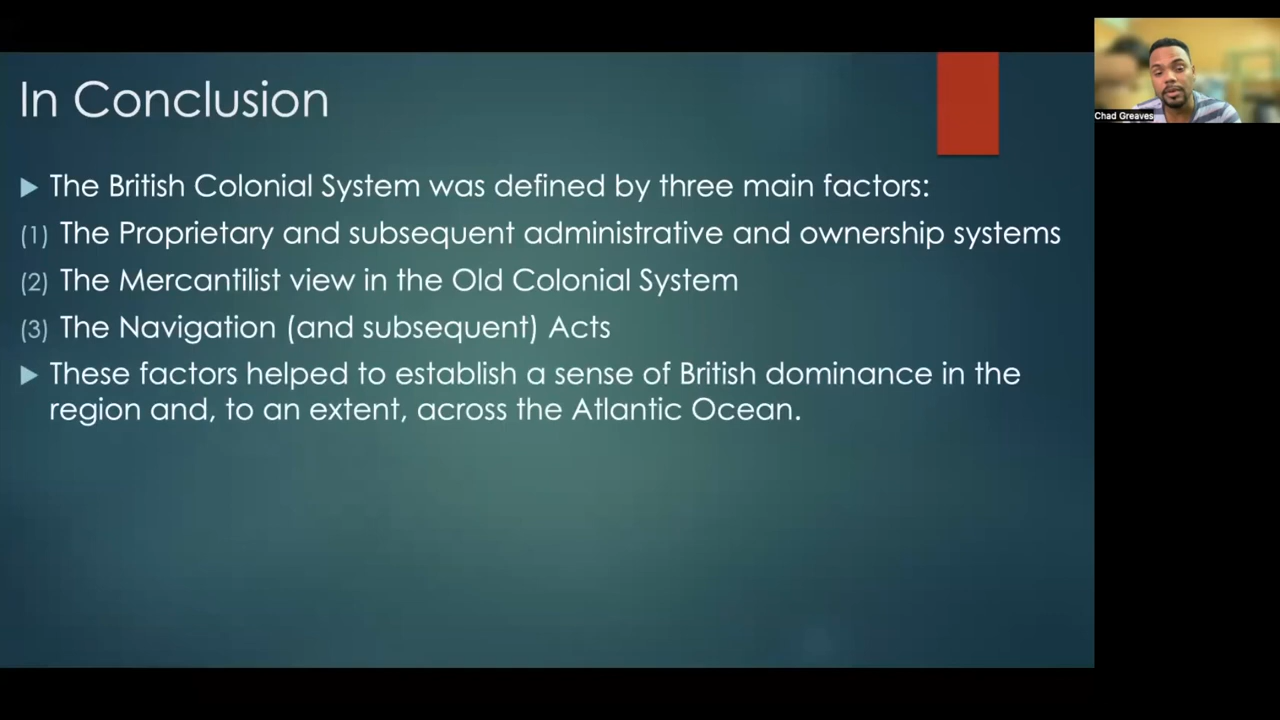 In Conclusion
The British Colonial System was defined by three main factors:
(1) The Proprietary and subsequent administrative and ownership systems
(2) The Mercantilist view in the Old Colonial System
(3) The Navigation (and subsequent) Acts
These factors helped to establish a sense of British dominance in the
region and, to an extent, across the Atlantic Ocean.
Chad Greaves